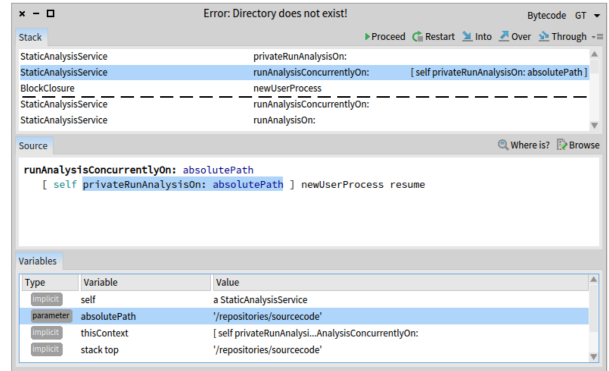 Error: Directory does not exist!
Bytecode GT
Stack
Proceed Restart Into Over Through
StaticAnalysisService privateRunAnalysisOn:
StaticAnalysisService runAnalysisConcurrentlyOn: [ self privateRunAnalysisOn: absolutePath ]
BlockClosure newUserProcess
StaticAnalysisService runAnalysisConcurrentlyOn:
StaticAnalysisService runAnalysisOn:
Source
Where is? Browse
runAnalysisConcurrentlyOn: absolutePath
[ self privateRunAnalysisOn: absolutePath ] newUserProcess resume
Variables
Type Variable Value
implicit self a StaticAnalysisService
parameter absolutePath '/repositories/sourcecode'
implicit thisContext [ self privateRunAnalysi...AnalysisConcurrentlyOn:
implicit stack top '/repositories/sourcecode'